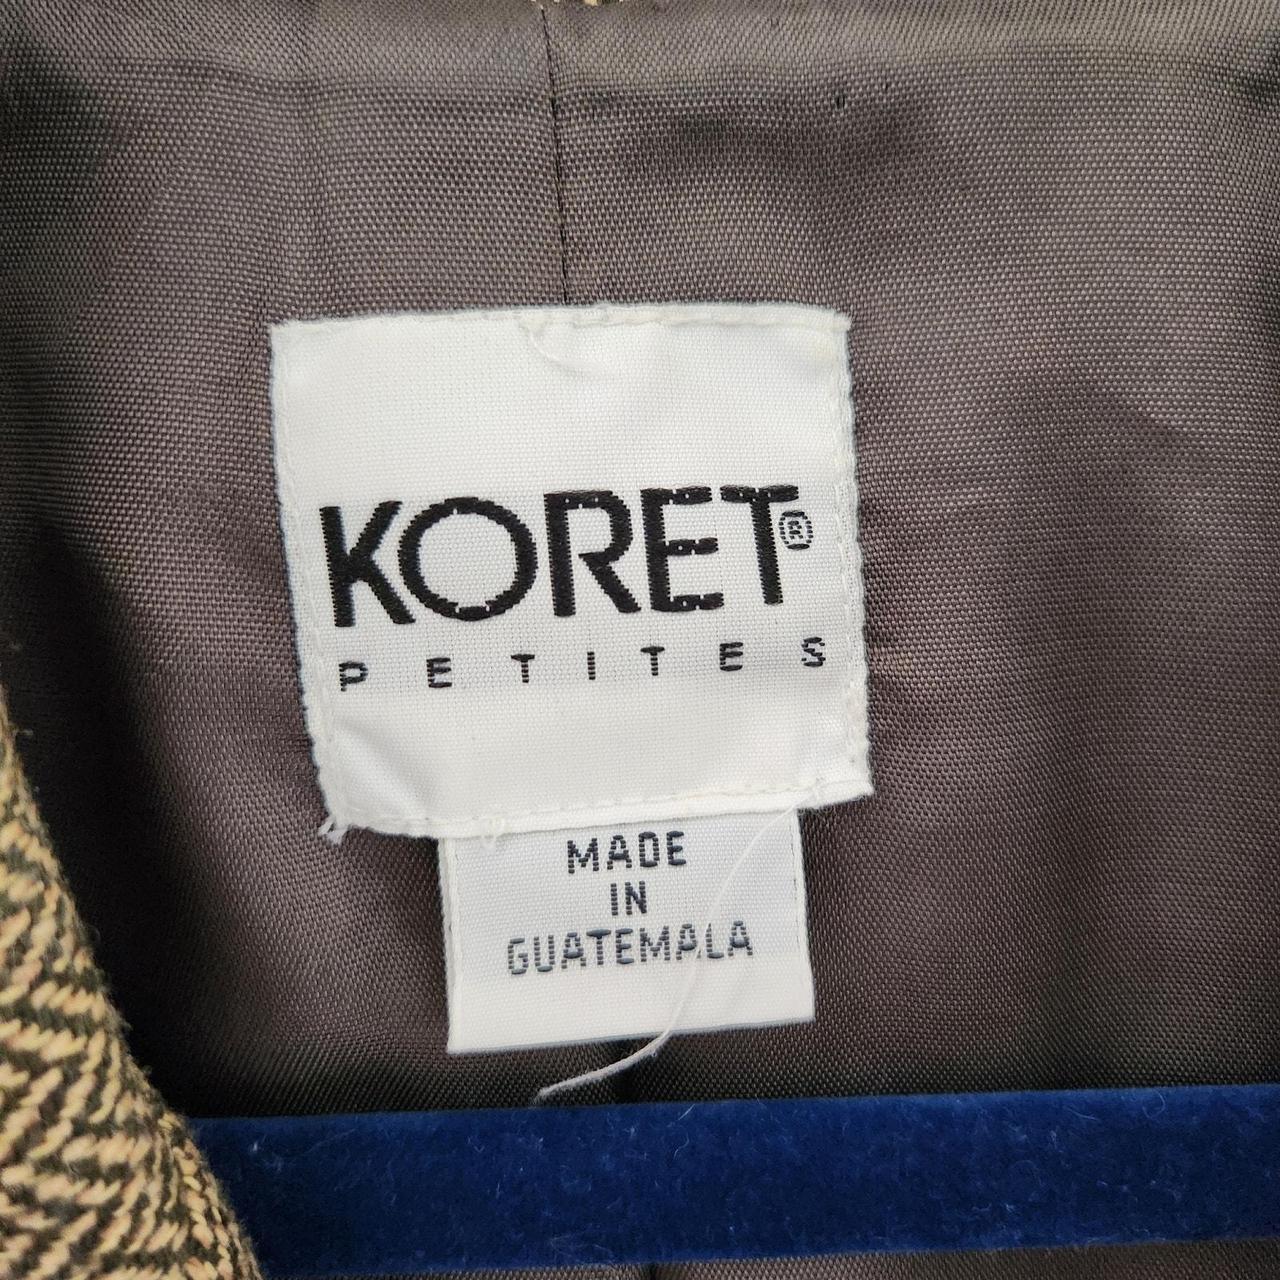 KORET®
PETITES
MADE
IN
GUATEMALA